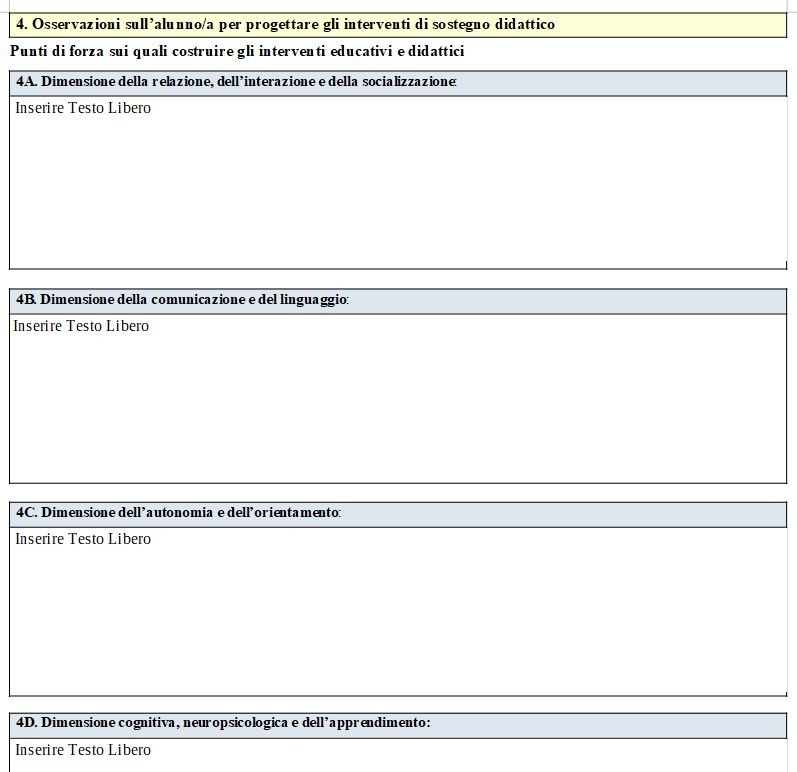 4. Osservazioni sull'alunno/a per progettare gli interventi di sostegno didattico
Punti di forza sui quali costruire gli interventi educativi e didattici
4A. Dimensione della relazione, dell'interazione e della socializzazione:
Inserire Testo Libero
4B. Dimensione della comunicazione e del linguaggio:
Inserire Testo Libero
4C. Dimensione dell'autonomia e dell'orientamento:
Inserire Testo Libero
4D. Dimensione cognitiva, neuropsicologica e dell'apprendimento:
Inserire Testo Libero